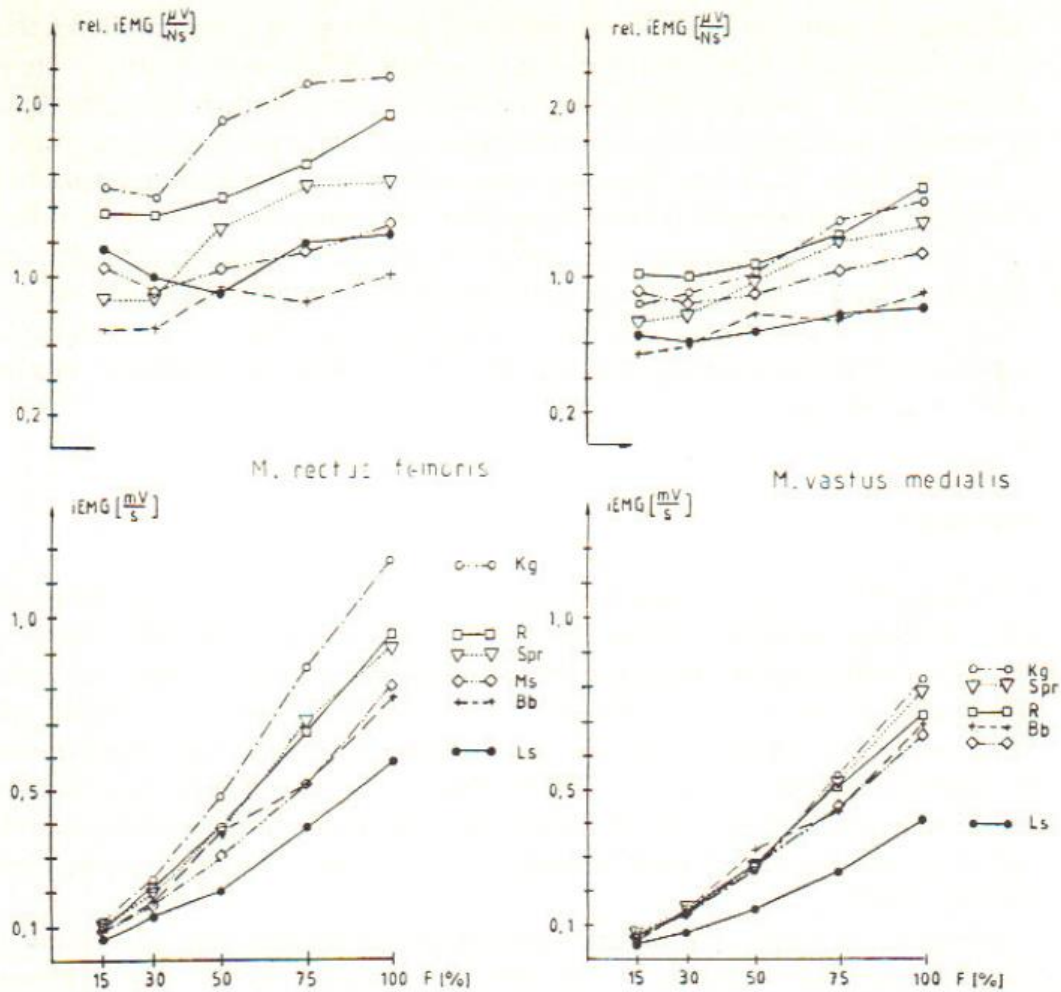 rel. iEMG [μV/Ns]
2,0
1,0
0,2
rel. iEMG [μV/Ns]
2,0
1,0
0,2
M. rectus femoris
M. vastus medialis
iEMG [mV/s]
1,0
0,5
0,1
15 30 50 75 100 F [%]
Kg
R
Spr
Ms
Bb
Ls
iEMG [mV/s]
1,0
0,5
0,1
15 30 50 75 100 F [%]
Kg
Spr
R
Bb
Ls